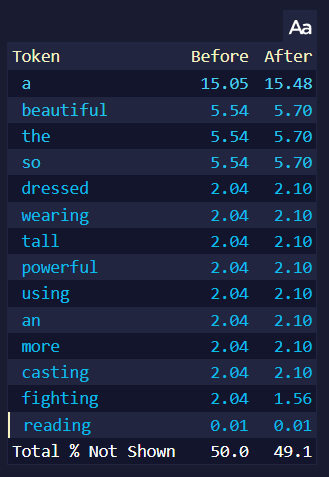 Aa
Token Before After
a 15.05 15.48
beautiful 5.54 5.70
the 5.54 5.70
so 5.54 5.70
dressed 2.04 2.10
wearing 2.04 2.10
tall 2.04 2.10
powerful 2.04 2.10
using 2.04 2.10
an 2.04 2.10
more 2.04 2.10
casting 2.04 2.10
fighting 2.04 1.56
reading 0.01 0.01
Total % Not Shown 50.0 49.1